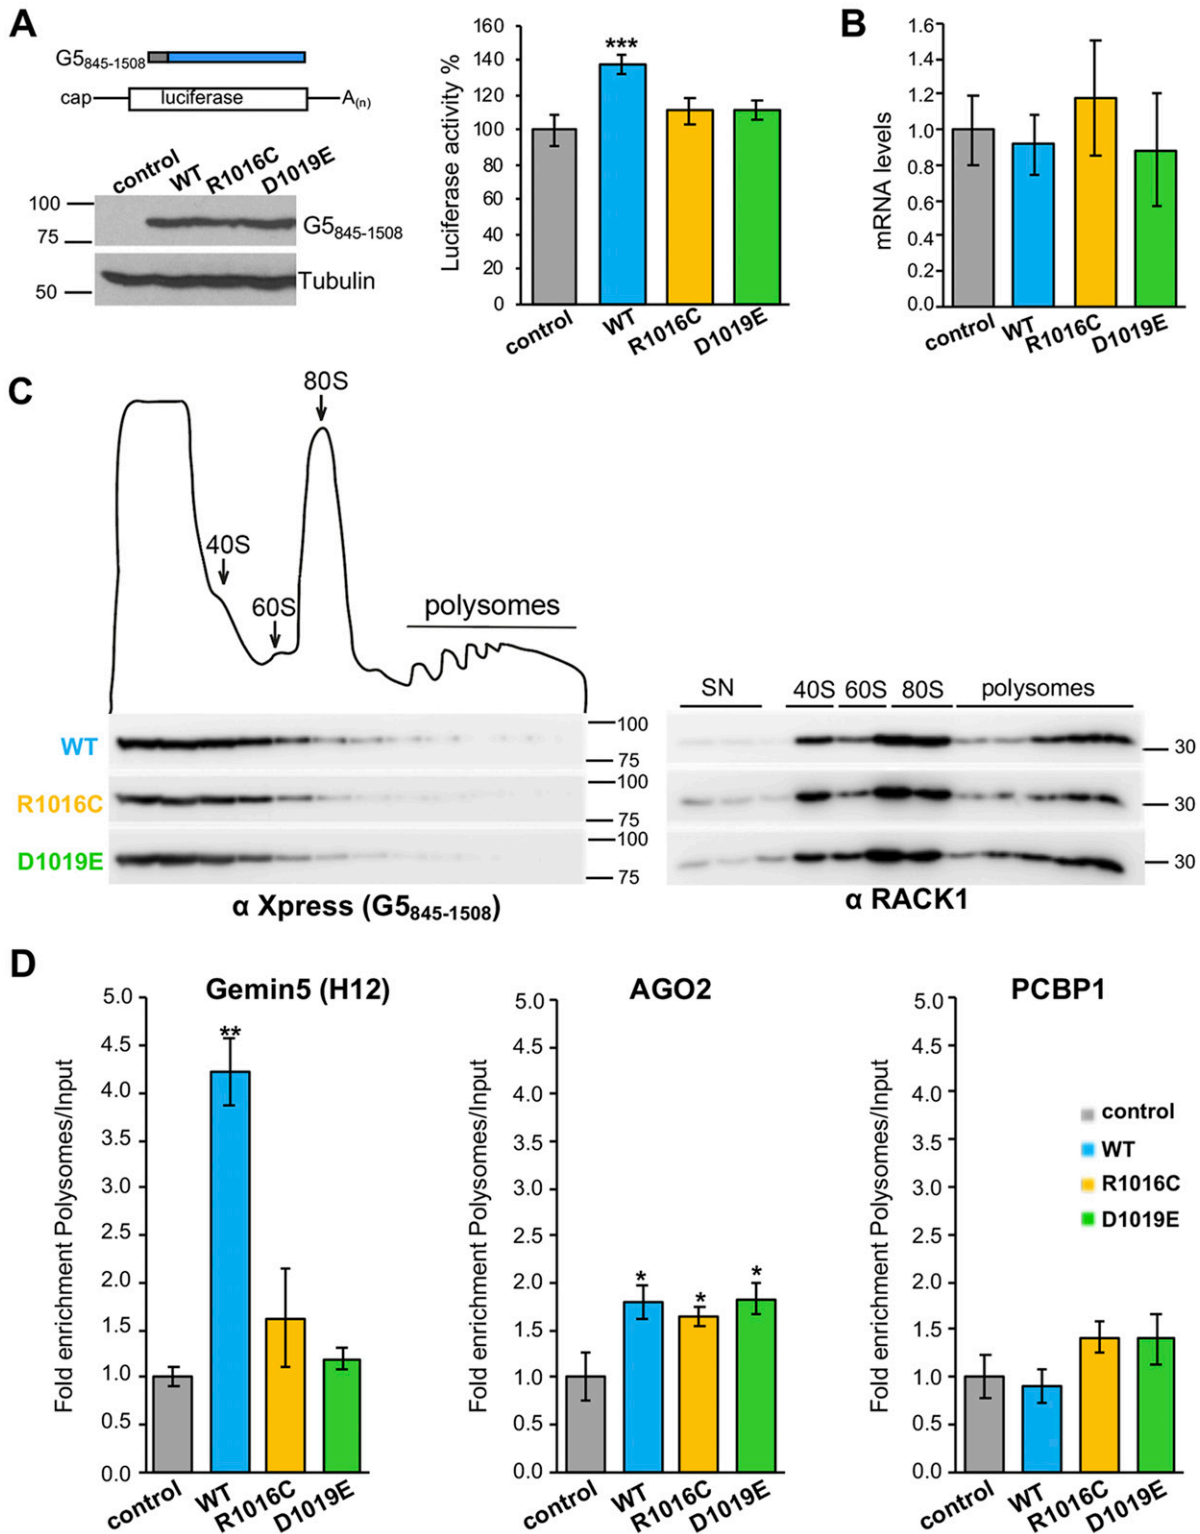 A
G5845-1508
cap luciferase A(n)
control WT R1016C D1019E
100
75
G5845-1508
50
Tubulin
Luciferase activity %
160
140
120
100
80
60
40
20
0
***
control WT R1016C D1019E
B
mRNA levels
1.6
1.4
1.2
1.0
0.8
0.6
0.4
0.2
0.0
control WT R1016C D1019E
C
80S
40S
60S
polysomes
WT
100
75
R1016C
100
75
D1019E
100
75
α Xpress (G5845-1508)
SN 40S 60S 80S polysomes
30
30
30
α RACK1
D
Gemin5 (H12)
Fold enrichment Polysomes/Input
5.0
4.5
4.0
3.5
3.0
2.5
2.0
1.5
1.0
0.5
0.0
**
control WT R1016C D1019E
AGO2
Fold enrichment Polysomes/Input
5.0
4.5
4.0
3.5
3.0
2.5
2.0
1.5
1.0
0.5
0.0
* * *
control WT R1016C D1019E
PCBP1
Fold enrichment Polysomes/Input
5.0
4.5
4.0
3.5
3.0
2.5
2.0
1.5
1.0
0.5
0.0
control
WT
R1016C
D1019E
control WT R1016C D1019E